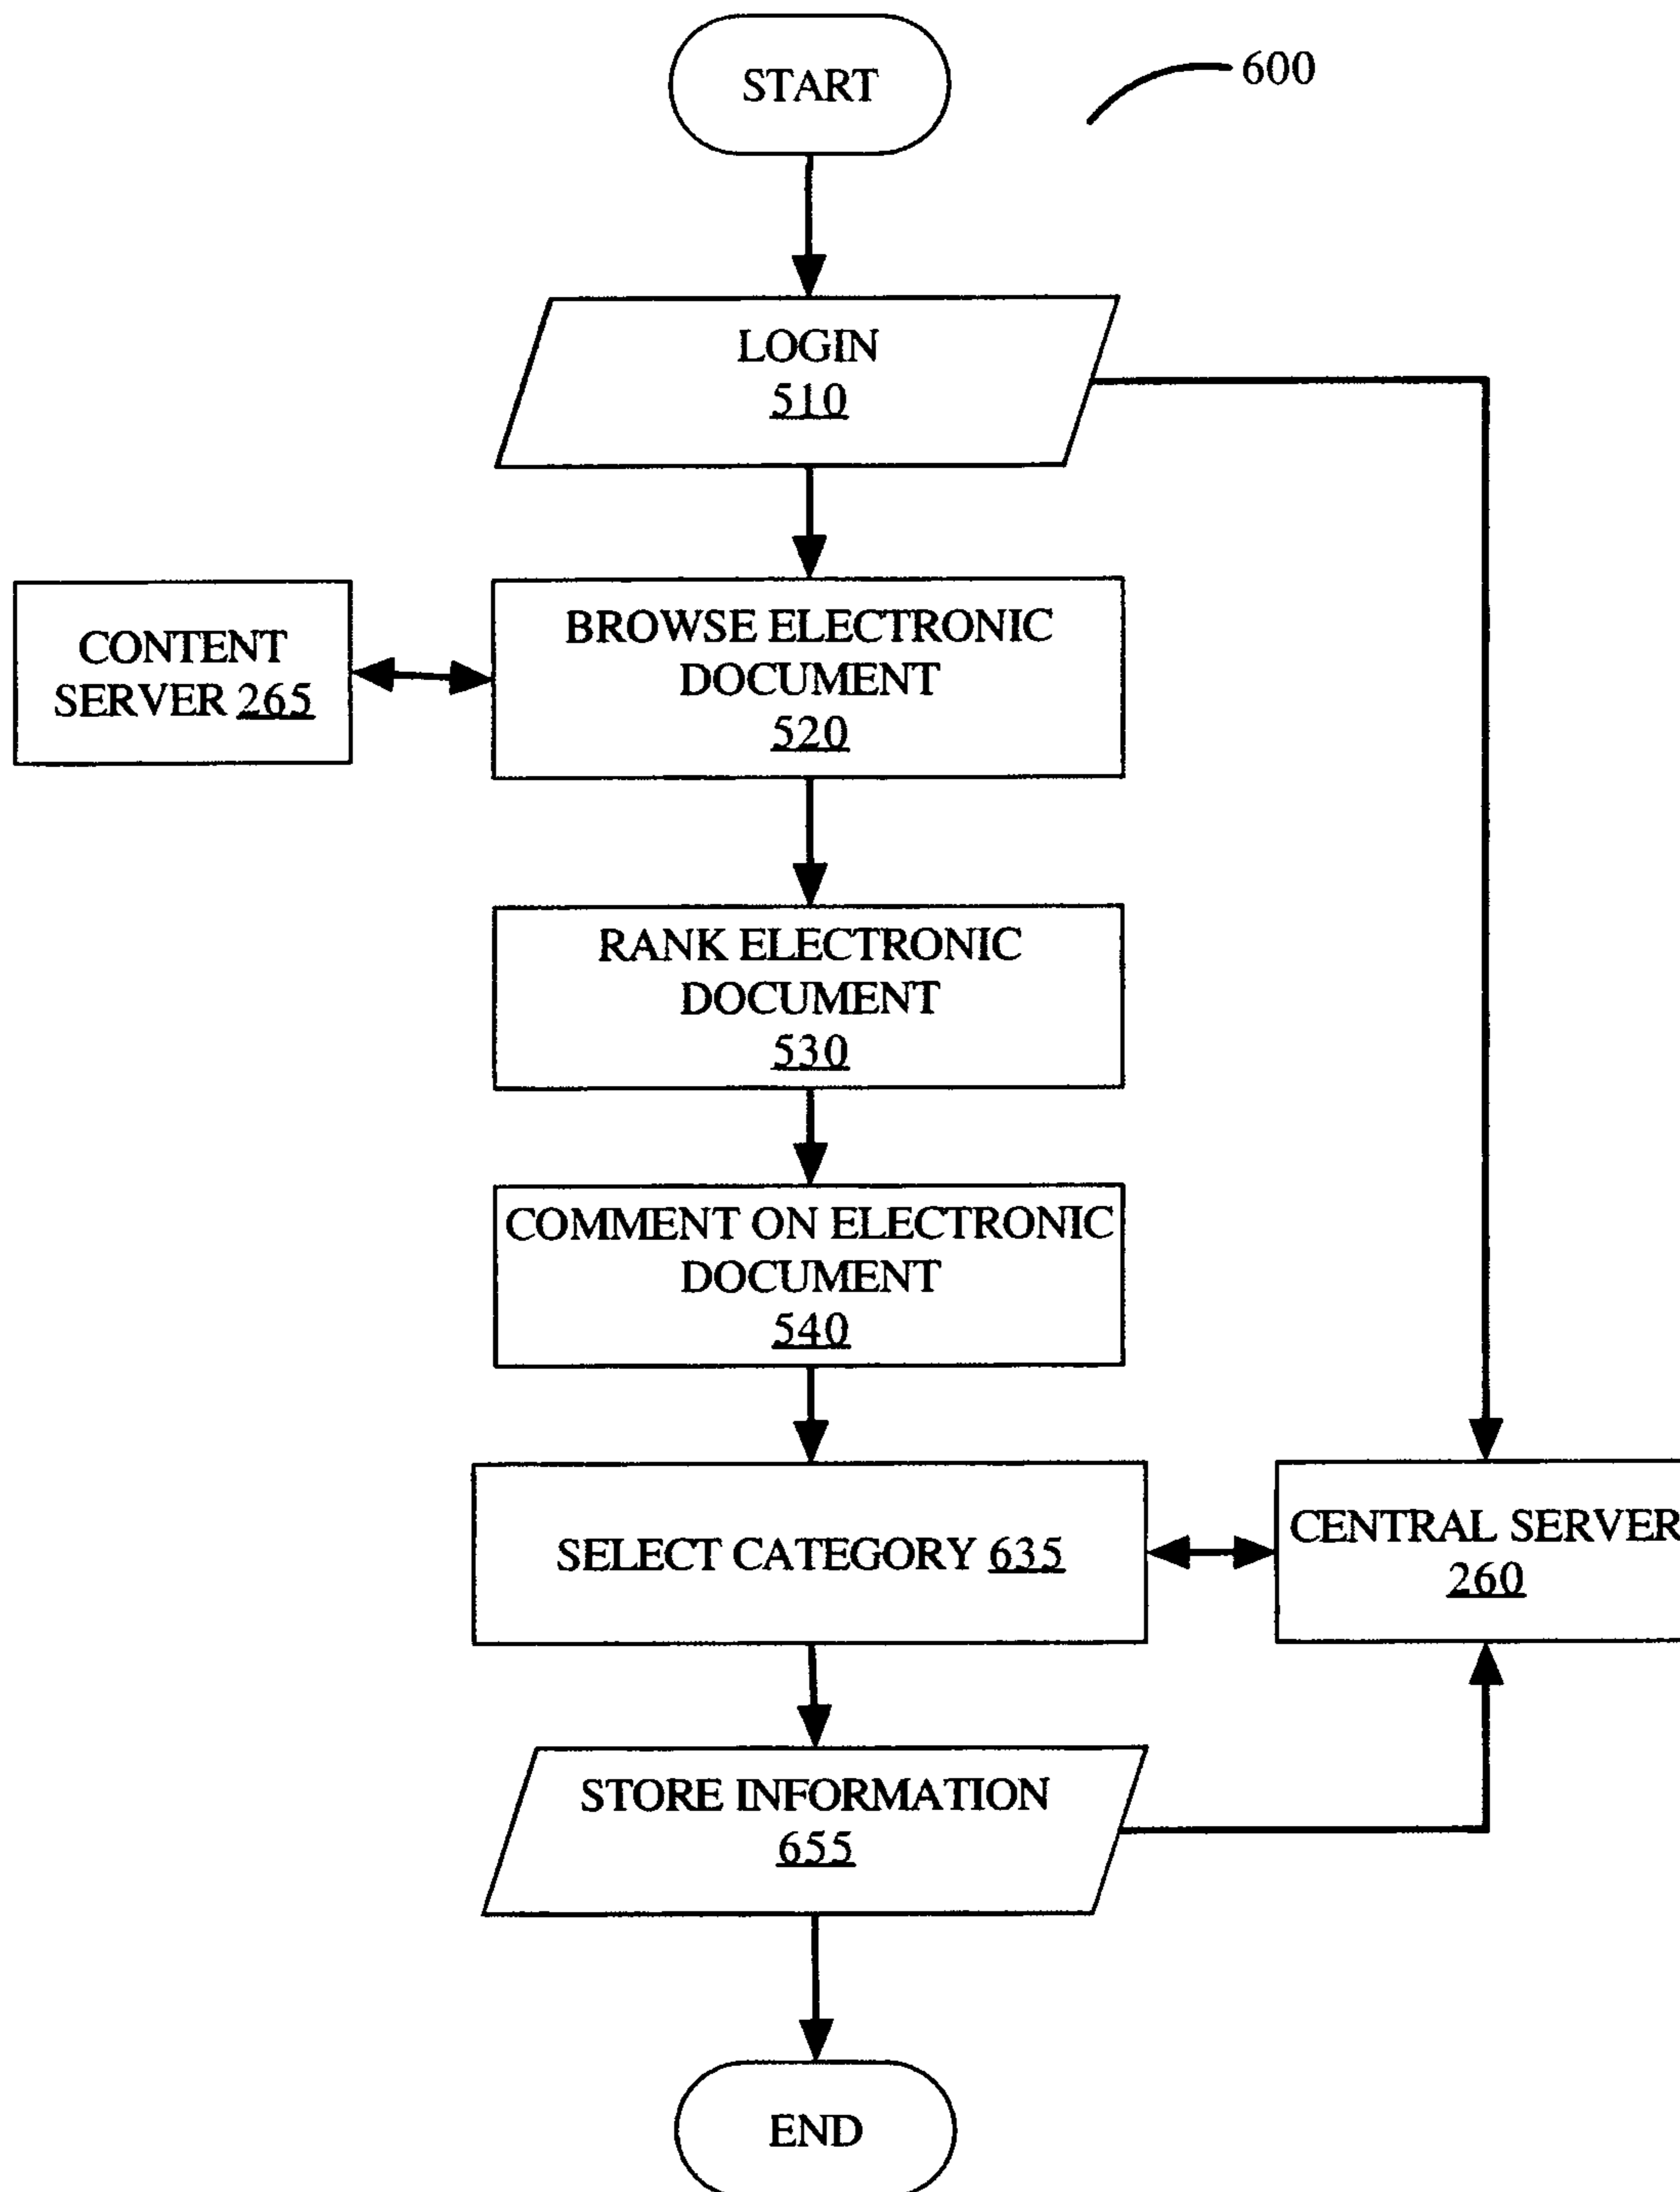 START
600
LOGIN
510
CONTENT
SERVER 265
BROWSE ELECTRONIC
DOCUMENT
520
RANK ELECTRONIC
DOCUMENT
530
COMMENT ON ELECTRONIC
DOCUMENT
540
SELECT CATEGORY 635
CENTRAL SERVER
260
STORE INFORMATION
655
END